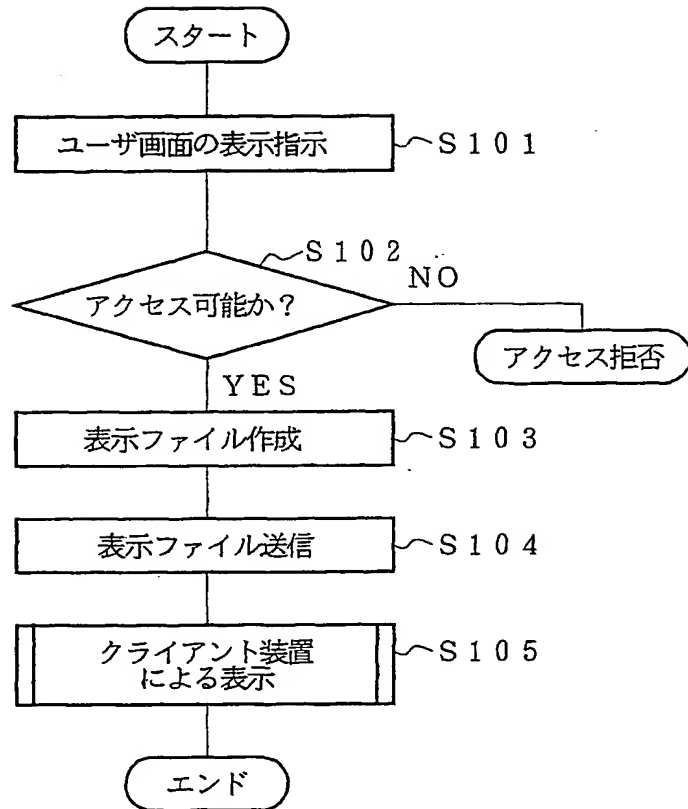 スタート
ユーザ画面の表示指示
S101
S102
アクセス可能か？
NO
アクセス拒否
YES
表示ファイル作成
S103
表示ファイル送信
S104
クライアント装置
による表示
S105
エンド